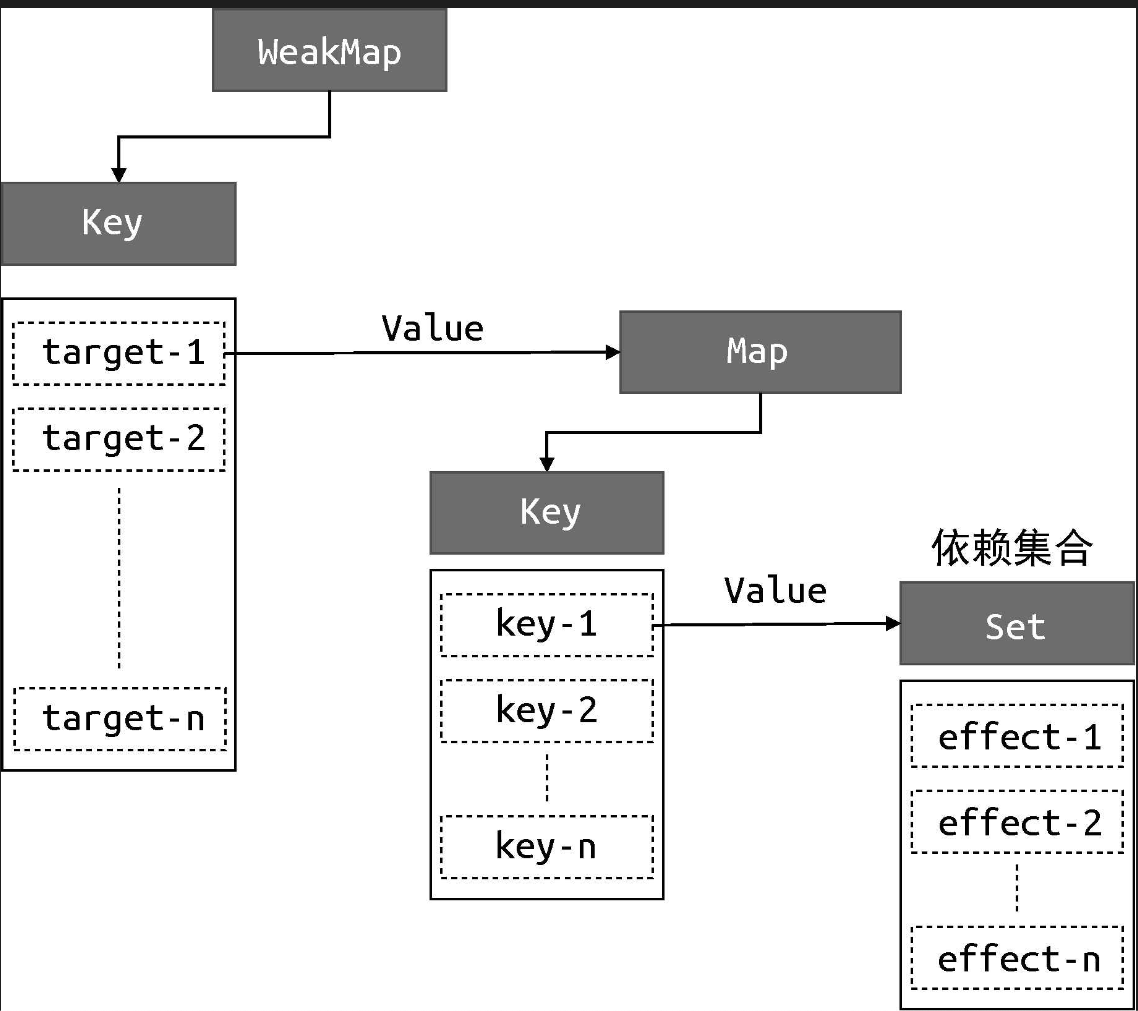 WeakMap
Key
target-1
target-2
target-n
Value
Map
Key
key-1
key-2
key-n
Value
依赖集合
Set
effect-1
effect-2
effect-n